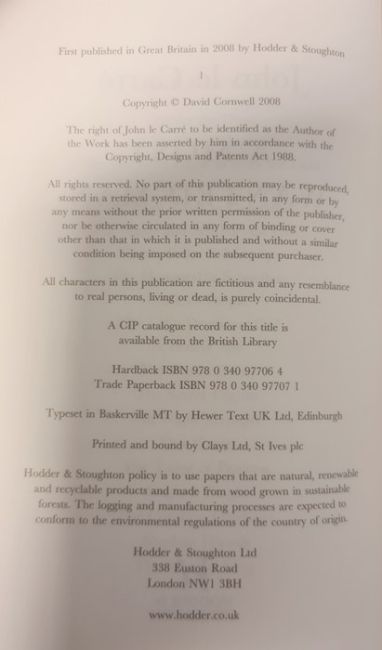 First published in Great Britain in 2008 by Hodder & Stoughton
1
Copyright © David Cornwell 2008
The right of John le Carré to be identified as the Author of
the Work has been asserted by him in accordance with the
Copyright, Designs and Patents Act 1988.
All rights reserved. No part of this publication may be reproduced,
stored in a retrieval system, or transmitted, in any form or by
any means without the prior written permission of the publisher,
nor be otherwise circulated in any form of binding or cover
other than that in which it is published and without a similar
condition being imposed on the subsequent purchaser.
All characters in this publication are fictitious and any resemblance
to real persons, living or dead, is purely coincidental.
A CIP catalogue record for this title is
available from the British Library
Hardback ISBN 978 0 340 97706 4
Trade Paperback ISBN 978 0 340 97707 1
Typeset in Baskerville MT by Hewer Text UK Ltd, Edinburgh
Printed and bound by Clays Ltd, St Ives plc
Hodder & Stoughton policy is to use papers that are natural, renewable
and recyclable products and made from wood grown in sustainable
forests. The logging and manufacturing processes are expected to
conform to the environmental regulations of the country of origin.
Hodder & Stoughton Ltd
338 Euston Road
London NW1 3BH
www.hodder.co.uk